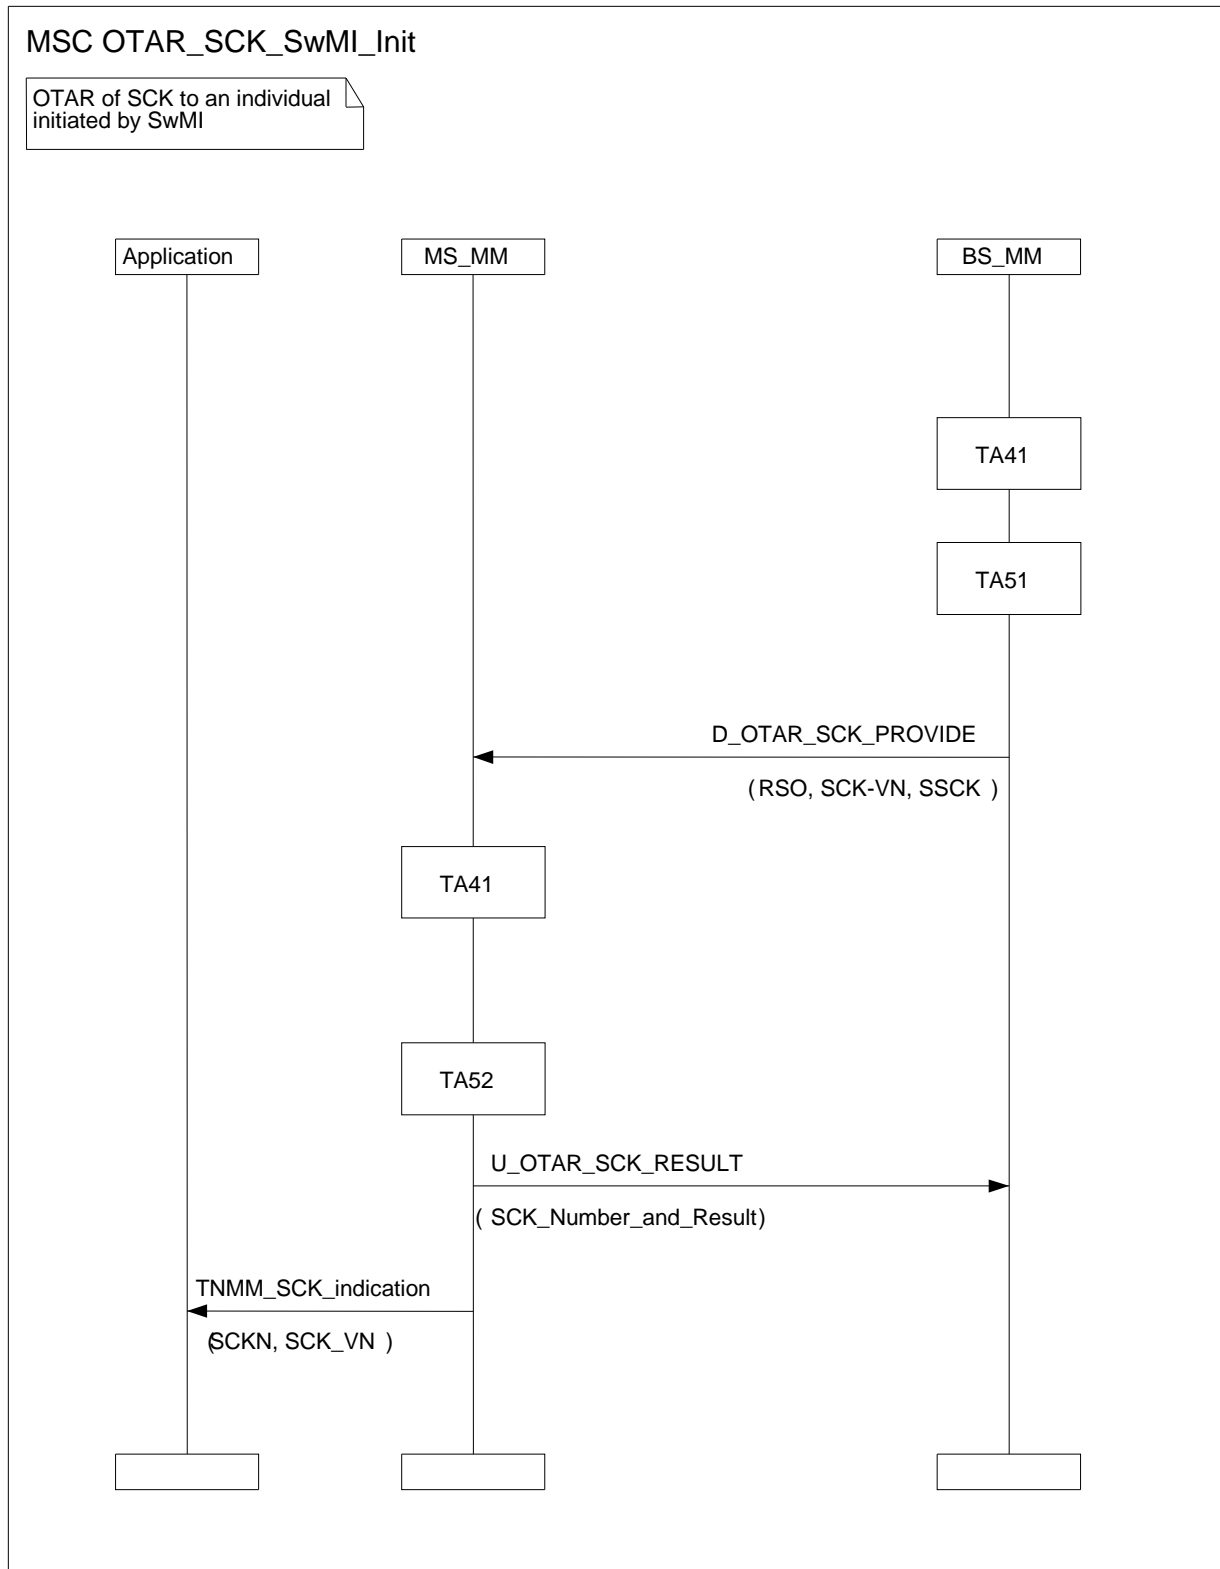 MSC OTAR_SCK_SwMI_Init
OTAR of SCK to an individual
initiated by SwMI
Application
MS_MM
BS_MM
TA41
TA51
D_OTAR_SCK_PROVIDE
(RSO, SCK-VN, SSCK )
TA41
TA52
U_OTAR_SCK_RESULT
( SCK_Number_and_Result)
TNMM_SCK_indication
(SCKN, SCK_VN )